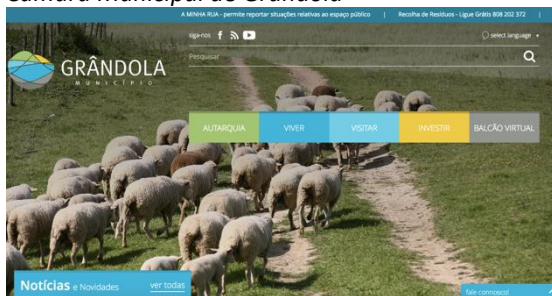 Câmara Municipal de Grândola
A MINHA RUA - permite reportar situações relativas ao espaço público | Recolha de Resíduos - Ligue Grátis 808 202 372 |
siga-nos
select language
Pesquisar
GRÂNDOLA
MUNICÍPIO
AUTARQUIA VIVER VISITAR INVESTIR BALCÃO VIRTUAL
Notícias e Novidades ver todas
fale connosco!